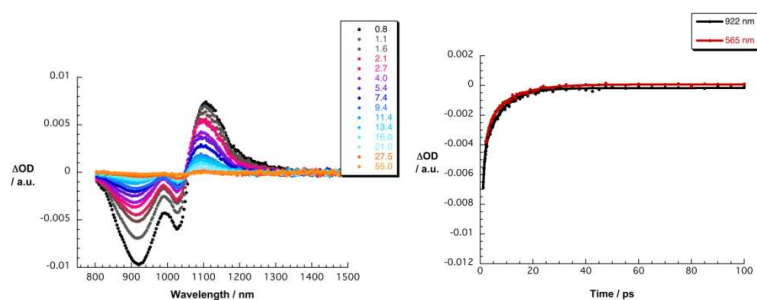 0.01
0.005
0
-0.005
-0.01
ΔOD
/ a.u.
800 900 1000 1100 1200 1300 1400 1500
Wavelength / nm
0.8
1.1
1.6
2.1
2.7
4.0
5.4
7.4
9.4
11.4
13.4
16.0
21.0
27.5
55.0
922 nm
565 nm
0.002
0
-0.002
-0.004
-0.006
-0.008
-0.01
-0.012
ΔOD
/ a.u.
0 20 40 60 80 100
Time / ps